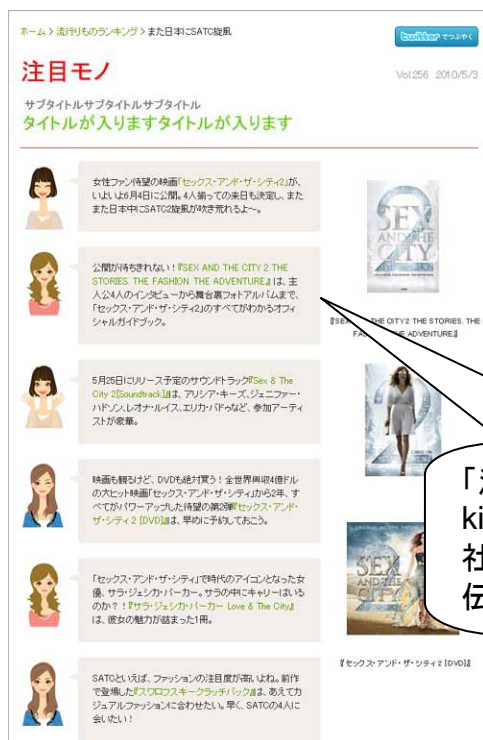 ホーム > 流行りものランキング > また日本にSATC旋風
twitterでつぶやく
注目モノ
Vol.256 2010/5/3
サブタイトルサブタイトルサブタイトル
タイトルが入りますタイトルが入ります
女性ファン待望の映画「セックス・アンド・ザ・シティ2」が、
いよいよ6月4日に公開。4人揃っての来日も決定し、また
また日本中にSATC2旋風が吹き荒れるよ～。
公開が待ちきれない!『SEX AND THE CITY 2 THE
STORIES. THE FASHION. THE ADVENTURE.』は、主
人公4人のインタビューから舞台裏フォトアルバムまで、
「セックス・アンド・ザ・シティ2」のすべてがわかるオフィ
シャルガイドブック。
SEX
AND THE
CITY
2
『SEX AND THE CITY 2 THE STORIES. THE
FASHION. THE ADVENTURE.』
5月25日にリリース予定のサウンドトラック『Sex & The
City 2[Soundtrack]』は、アリシア・キーズ、ジェニファー・
ハドソン、レオナ・ルイス、エリカ・バドゥなど、参加アーティ
ストが豪華。
映画も観るけど、DVDも絶対買う!全世界興収4億ドル
の大ヒット映画「セックス・アンド・ザ・シティ」から2年、す
べてがパワーアップした待望の第2弾『セックス・アンド・
ザ・シティ2 [DVD]』は、早めに予約しておこう。
「セックス・アンド・ザ・シティ」で時代のアイコンとなった女
優、サラ・ジェシカ・パーカー。サラの中にキャリーはいる
のか?!『サラ・ジェシカ・パーカー Love & The City』
は、彼女の魅力が詰まった1冊。
SEX
AND THE
CITY
2
『セックス・アンド・ザ・シティ2 [DVD]』
SATCといえば、ファッションの注目度が高いよね。前作
で登場した『スワロフスキークラッチバック』は、あえてカ
ジュアルファッションに合わせたい。早く、SATCの4人に
会いたい!
ki
社
伝